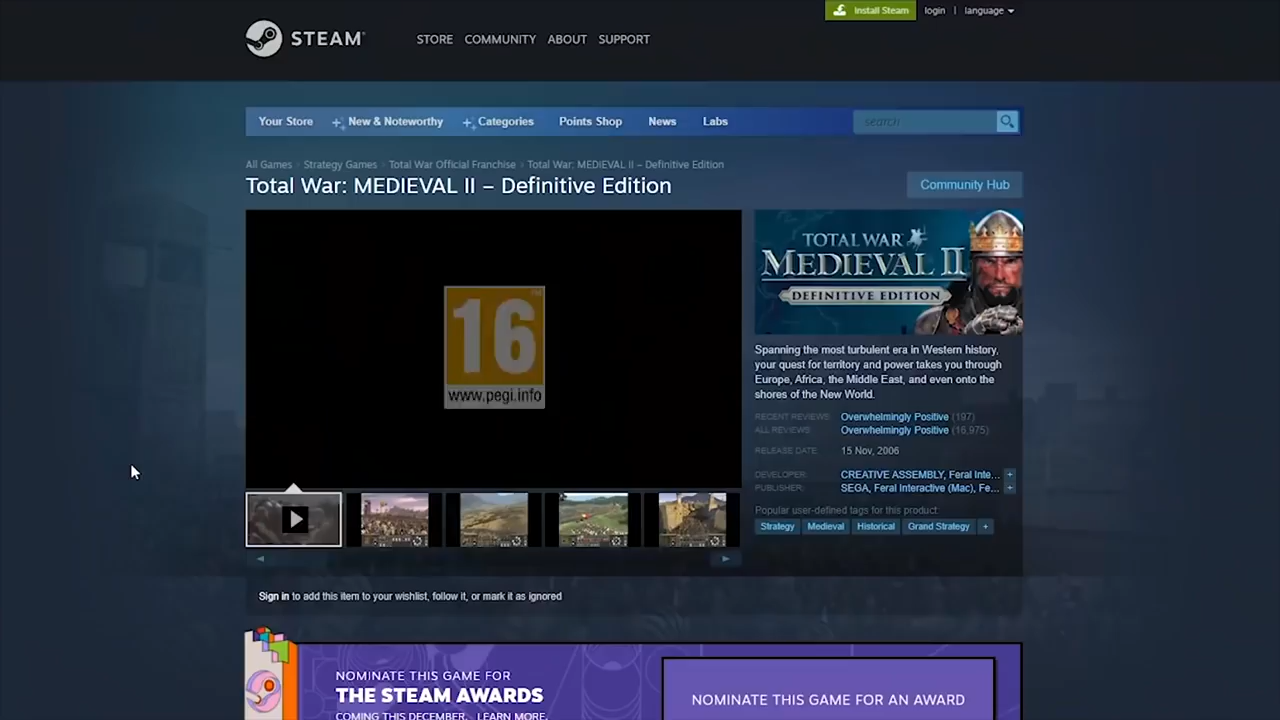 Install Steam
login | language
STEAM
STORE COMMUNITY ABOUT SUPPORT
Your Store New & Noteworthy Categories Points Shop News Labs
search
All Games > Strategy Games > Total War Official Franchise > Total War: MEDIEVAL II – Definitive Edition
Total War: MEDIEVAL II – Definitive Edition
Community Hub
16
www.pegi.info
TOTAL WAR
MEDIEVAL II
DEFINITIVE EDITION
Spanning the most turbulent era in Western history,
your quest for territory and power takes you through
Europe, Africa, the Middle East, and even onto the
shores of the New World.
RECENT REVIEWS: Overwhelmingly Positive (197)
ALL REVIEWS: Overwhelmingly Positive (16,975)
RELEASE DATE: 15 Nov, 2006
DEVELOPER: CREATIVE ASSEMBLY, Feral Inte... +
PUBLISHER: SEGA, Feral Interactive (Mac), Fe... +
Popular user-defined tags for this product:
Strategy Medieval Historical Grand Strategy +
Sign in to add this item to your wishlist, follow it, or mark it as ignored
NOMINATE THIS GAME FOR
THE STEAM AWARDS
COMING THIS DECEMBER. LEARN MORE.
NOMINATE THIS GAME FOR AN AWARD